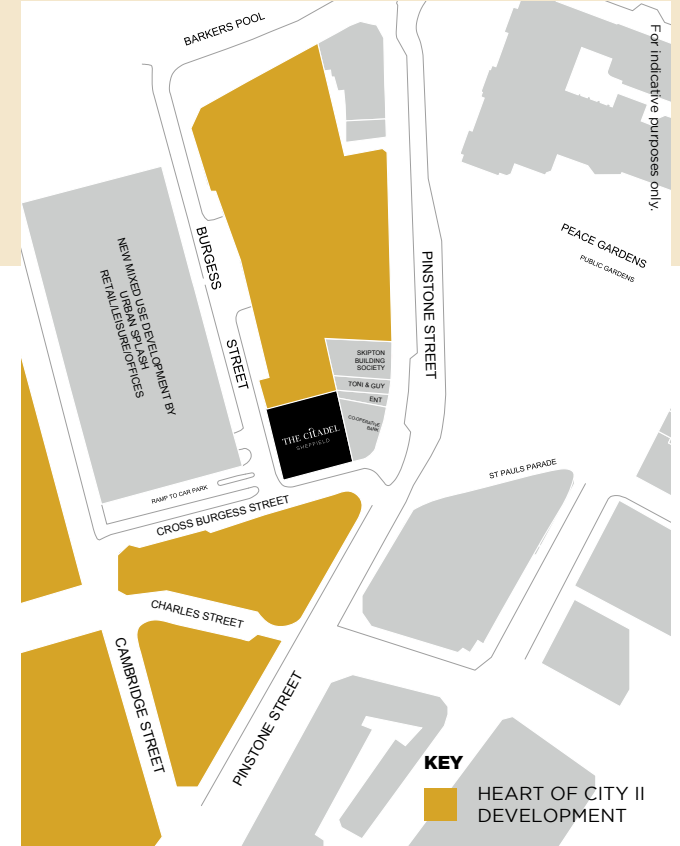 BARKERS POOL
For indicative purposes only.
NEW MIXED USE DEVELOPMENT BY
URBAN SPLASH
RETAIL/LEISURE/OFFICES
BURGESS
STREET
PINSTONE STREET
PEACE GARDENS
PUBLIC GARDENS
SKIPTON
BUILDING
SOCIETY
TONI & GUY
ENT
CO-OPERATIVE
BANK
THE CITADEL
SHEFFIELD
RAMP TO CAR PARK
CROSS BURGESS STREET
ST PAULS PARADE
CHARLES STREET
CAMBRIDGE STREET
PINSTONE STREET
KEY
HEART OF CITY II
DEVELOPMENT